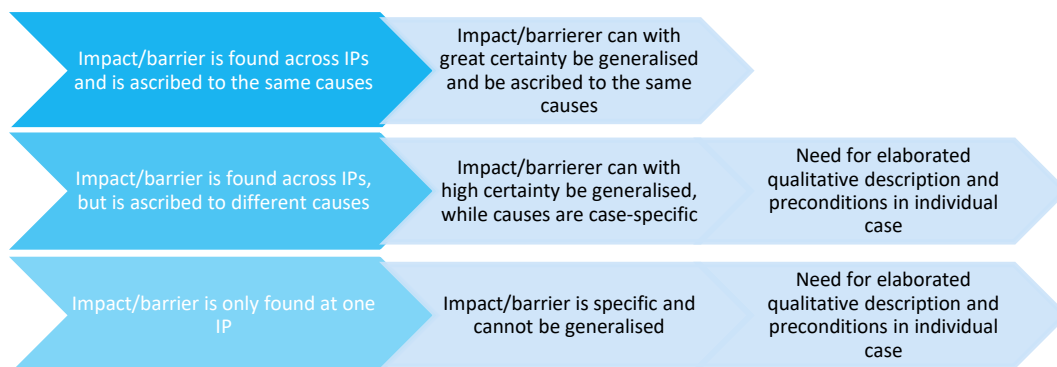 Impact/barrier is found across IPs
and is ascribed to the same causes
Impact/barrierer can with
great certainty be generalised
and be ascribed to the same
causes
Impact/barrier is found across IPs,
but is ascribed to different causes
Impact/barrierer can with
high certainty be generalised,
while causes are case-specific
Need for elaborated
qualitative description and
preconditions in individual
case
Impact/barrier is only found at one
IP
Impact/barrier is specific and
cannot be generalised
Need for elaborated
qualitative description and
preconditions in individual
case